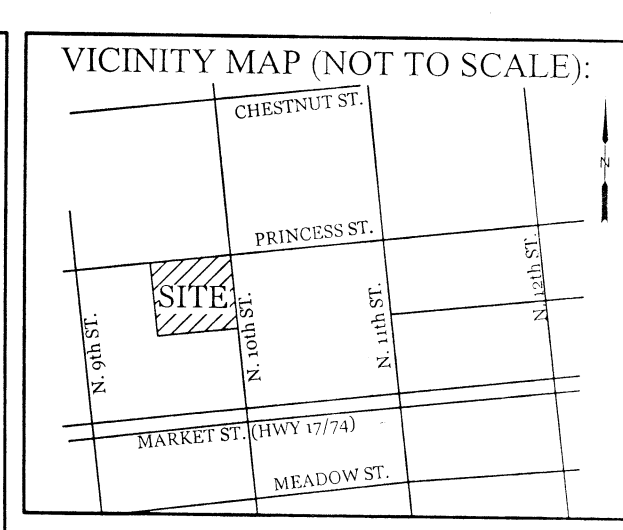 VICINITY MAP (NOT TO SCALE):
CHESTNUT ST.
N
PRINCESS ST.
N. 12th ST.
SITE
N. 9th ST.
N. 10th ST.
N. 11th ST.
MARKET ST. (HWY 17/74)
MEADOW ST.